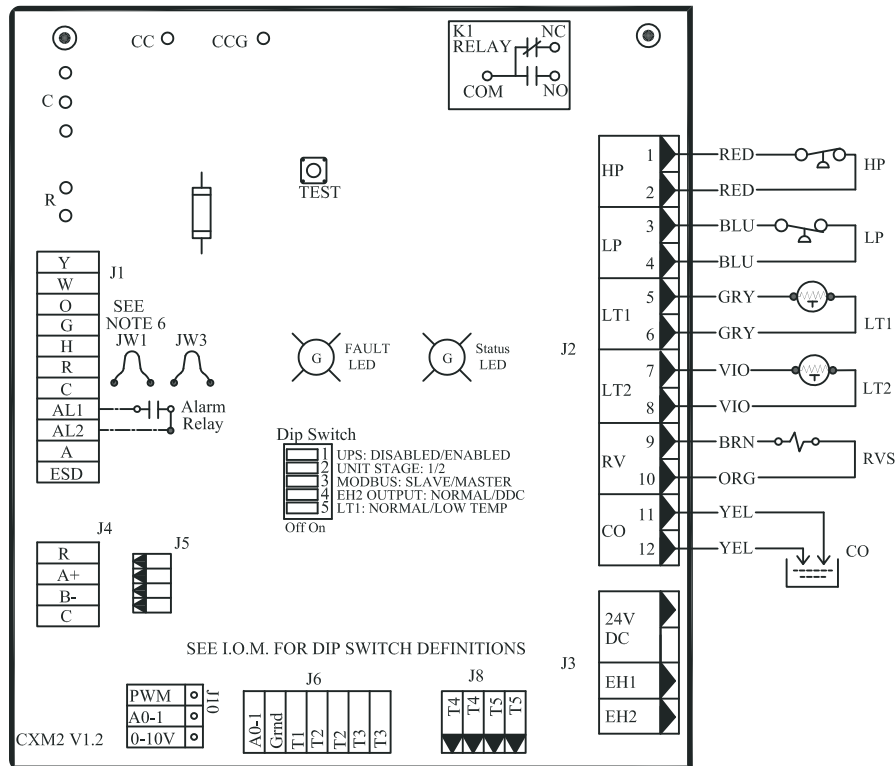 CC
CCG
K1
RELAY
NC
COM
NO
C
R
TEST
HP
1
RED
HP
2
RED
LP
3
BLU
LP
4
BLU
LT1
5
GRY
LT1
6
GRY
J2
LT2
7
VIO
LT2
8
VIO
RV
9
BRN
RVS
10
ORG
CO
11
YEL
CO
12
YEL
J1
Y
W
O
G
H
R
C
AL1
AL2
A
ESD
SEE
NOTE 6
JW1
JW3
Alarm
Relay
G
FAULT
LED
G
Status
LED
Dip Switch
1 UPS: DISABLED/ENABLED
2 UNIT STAGE: 1/2
3 MODBUS: SLAVE/MASTER
4 EH2 OUTPUT: NORMAL/DDC
5 LT1: NORMAL/LOW TEMP
Off On
J4
R
A+
B-
C
J5
SEE I.O.M. FOR DIP SWITCH DEFINITIONS
J3
24V
DC
EH1
EH2
PWM
A0-1
0-10V
J10
J6
A0-1
Grnd
T1
T2
T2
T3
T3
J8
T4
T4
T5
T5
CXM2 V1.2